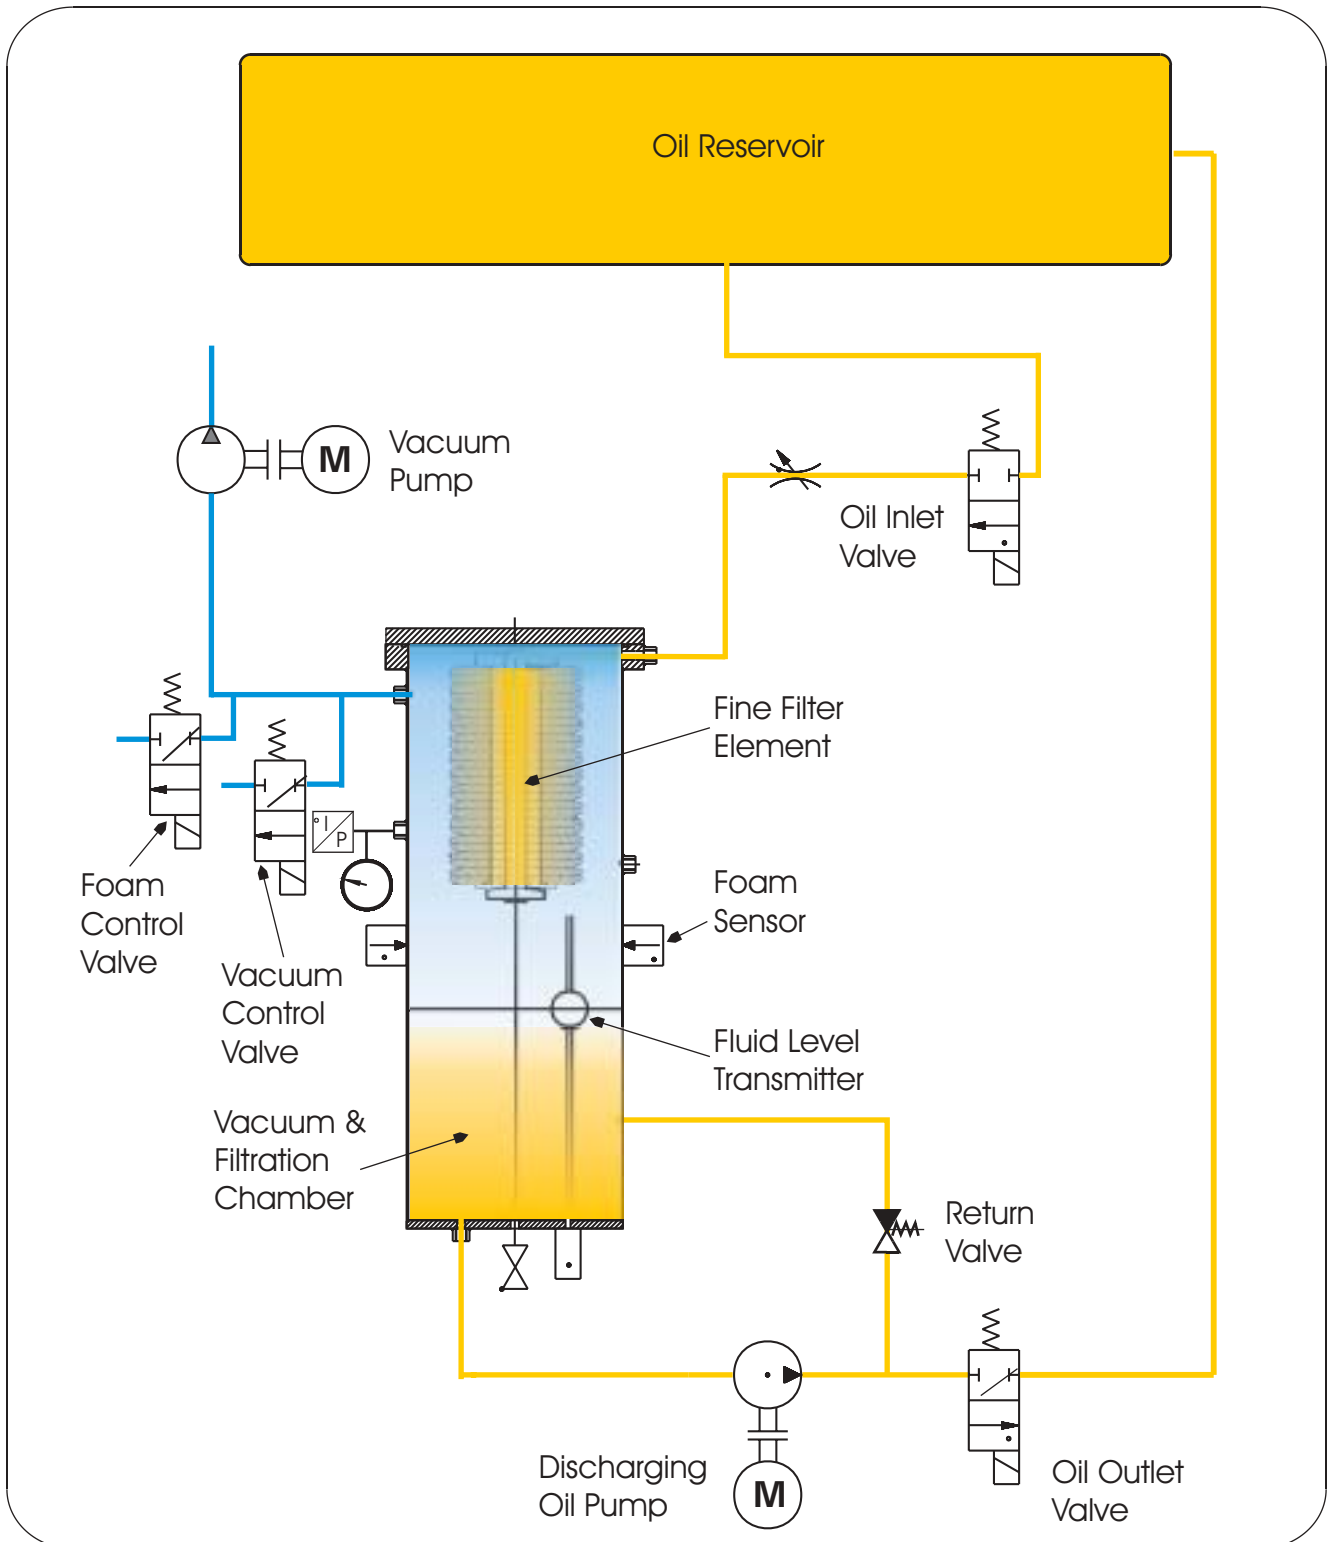 Oil Reservoir
M
Vacuum
Pump
Oil Inlet
Valve
Fine Filter
Element
I
P
Foam
Control
Valve
Foam
Sensor
Vacuum
Control
Valve
Fluid Level
Transmitter
Vacuum &
Filtration
Chamber
Return
Valve
Discharging
Oil Pump
M
Oil Outlet
Valve